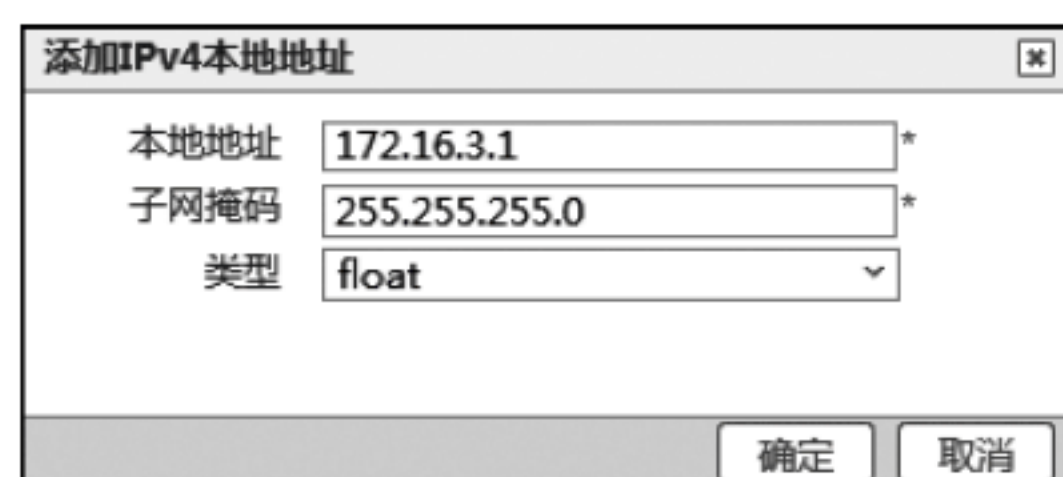 添加IPv4本地地址
本地地址 172.16.3.1 *
子网掩码 255.255.255.0 *
类型 float
确定 取消